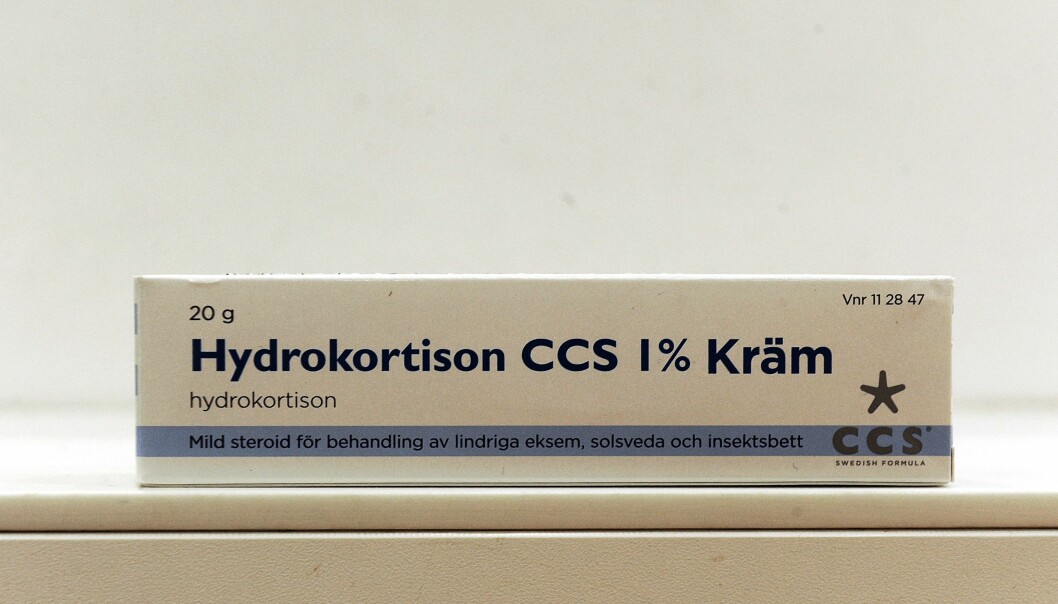 20 g
Vnr 11 28 47
Hydrokortison CCS 1% Kräm
hydrokortison
Mild steroid för behandling av lindriga eksem, solsveda och insektsbett
CCS®
SWEDISH FORMULA